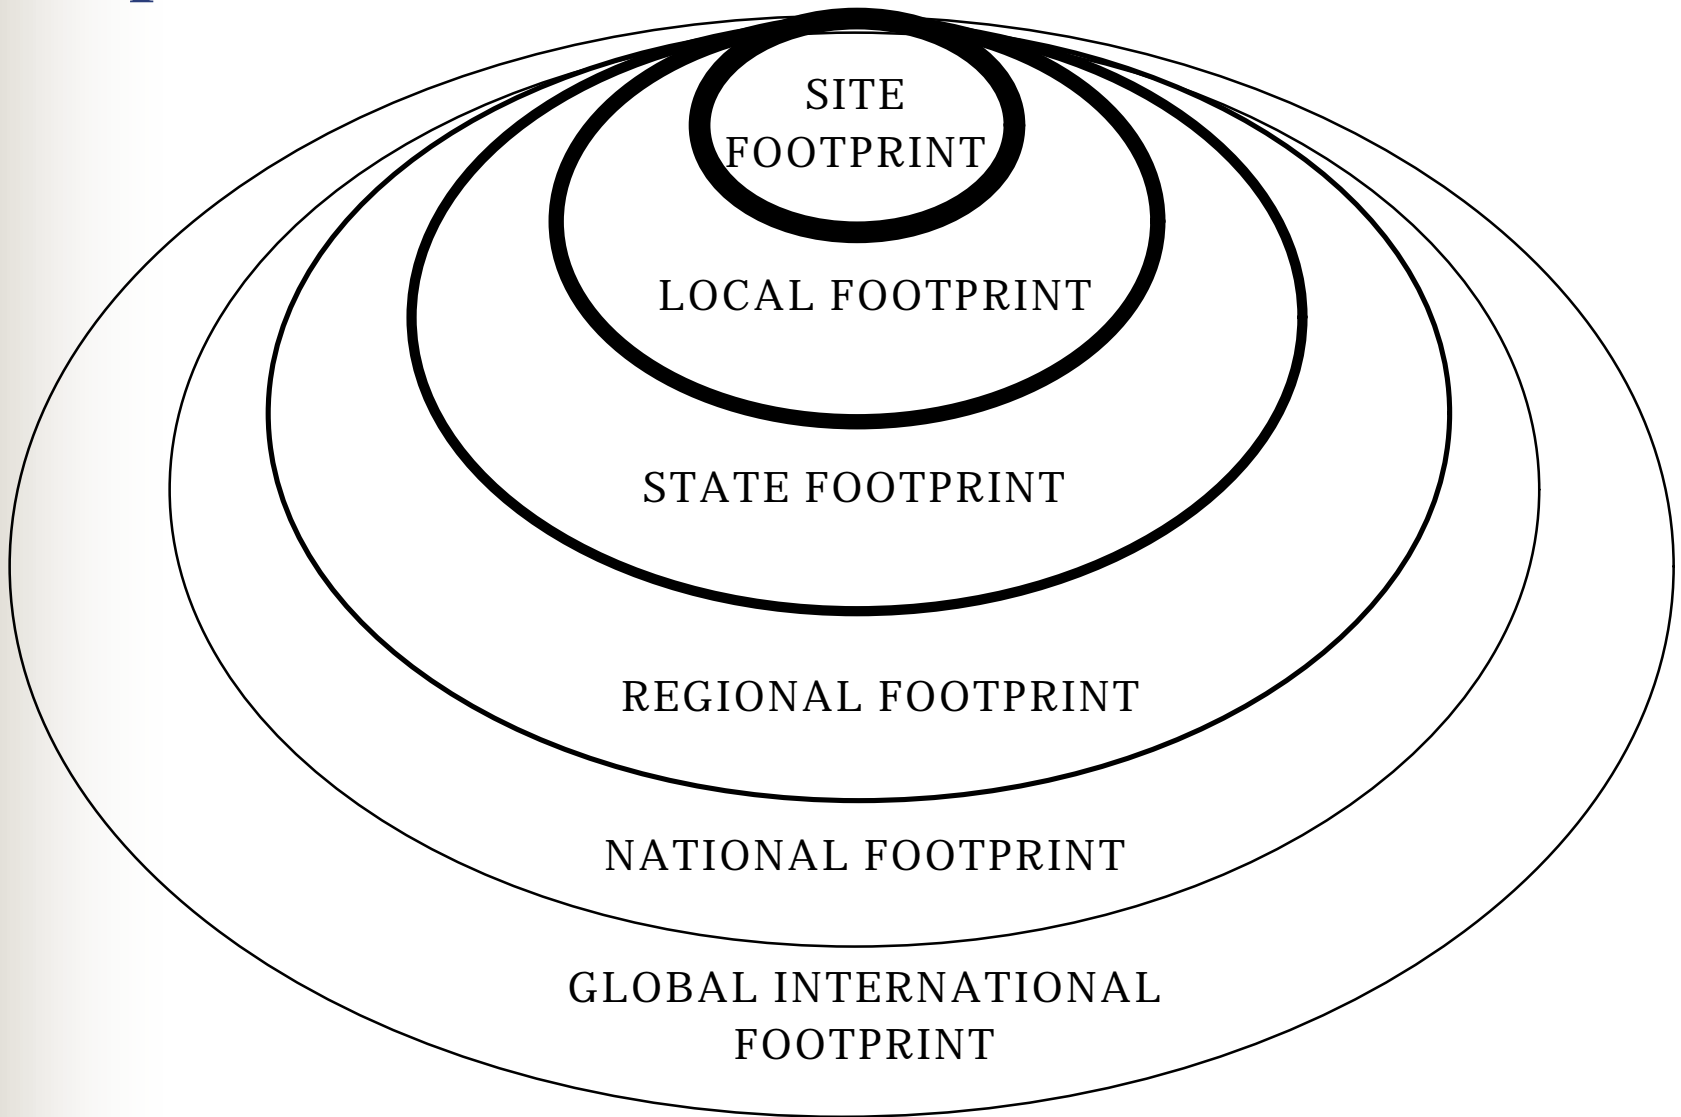 SITE
FOOTPRINT
LOCAL FOOTPRINT
STATE FOOTPRINT
REGIONAL FOOTPRINT
NATIONAL FOOTPRINT
GLOBAL INTERNATIONAL
FOOTPRINT